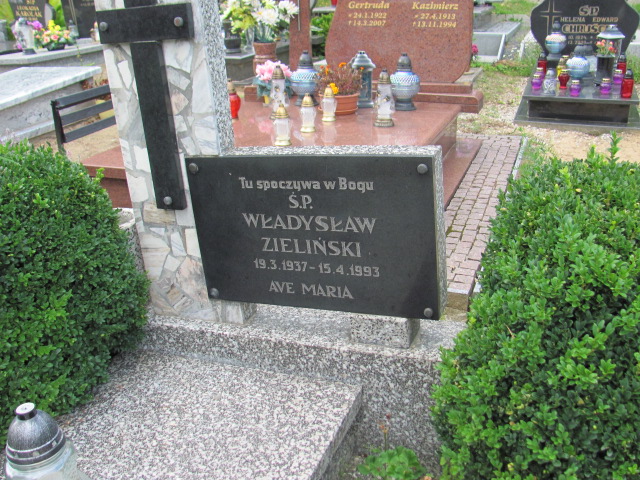 Gertruda
*24.1.1922
+14.3.2007
Kazimierz
*27.4.1913
+13.11.1994
Ś.P.
HELENA EDWARD
Tu spoczywa w Bogu
Ś.P.
WŁADYSŁAW
ZIELIŃSKI
19.3.1937 - 15.4.1993
AVE MARIA